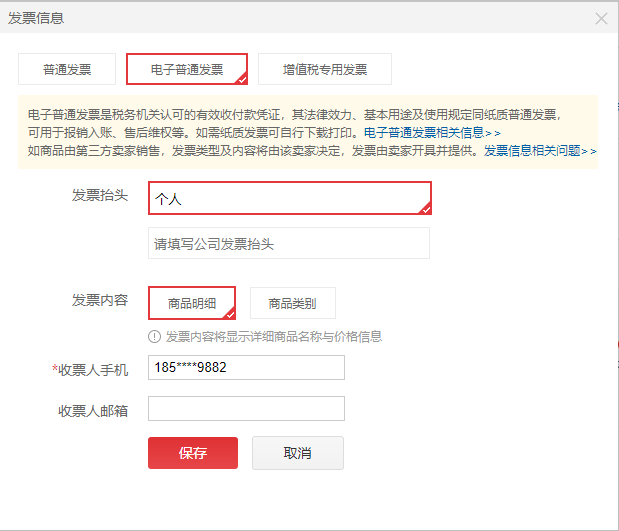 发票信息
普通发票 电子普通发票 增值税专用发票
电子普通发票是税务机关认可的有效收付款凭证，其法律效力、基本用途及使用规定同纸质普通发票，
可用于报销入账、售后维权等。如需纸质发票可自行下载打印。电子普通发票相关信息>>
如商品由第三方卖家销售，发票类型及内容将由该卖家决定，发票由卖家开具并提供。发票信息相关问题>>
发票抬头 个人
请填写公司发票抬头
发票内容 商品明细 商品类别
发票内容将显示详细商品名称与价格信息
*收票人手机 185****9882
收票人邮箱
保存 取消